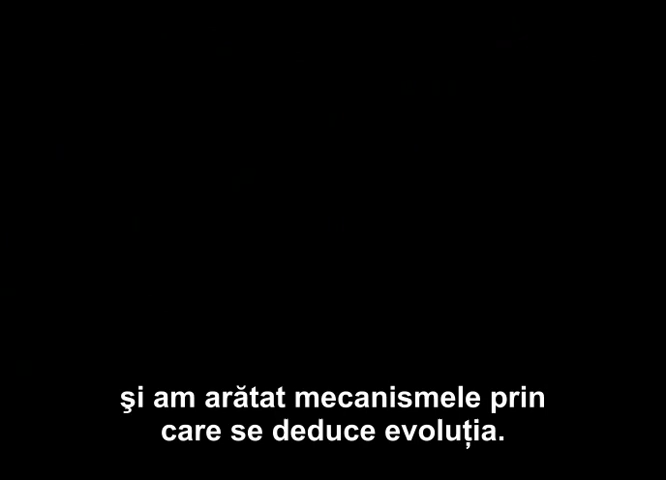 şi am arătat mecanismele prin
care se deduce evoluția.